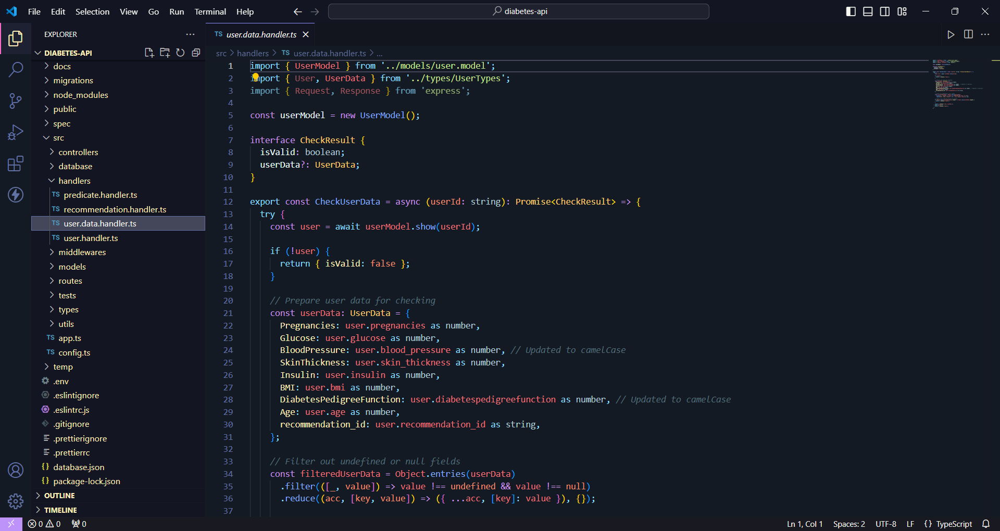 File Edit Selection View Go Run Terminal Help
diabetes-api
EXPLORER
DIABETES-API
docs
migrations
node_modules
public
spec
src
controllers
database
handlers
TS predicate.handler.ts
TS recommendation.handler.ts
TS user.data.handler.ts
TS user.handler.ts
middlewares
models
routes
tests
types
utils
TS app.ts
TS config.ts
temp
.env
.eslintignore
.eslintrc.js
.gitignore
.prettierignore
.prettierrc
{} database.json
{} package-lock.json
OUTLINE
TIMELINE
TS user.data.handler.ts
src > handlers > TS user.data.handler.ts > ...
1 import { UserModel } from '../models/user.model';
2 import { User, UserData } from '../types/UserTypes';
3 import { Request, Response } from 'express';
4
5 const userModel = new UserModel();
6
7 interface CheckResult {
8 isValid: boolean;
9 userData?: UserData;
10 }
11
12 export const CheckUserData = async (userId: string): Promise<CheckResult> => {
13 try {
14 const user = await userModel.show(userId);
15
16 if (!user) {
17 return { isValid: false };
18 }
19
20 // Prepare user data for checking
21 const userData: UserData = {
22 Pregnancies: user.pregnancies as number,
23 Glucose: user.glucose as number,
24 BloodPressure: user.blood_pressure as number, // Updated to camelCase
25 SkinThickness: user.skin_thickness as number,
26 Insulin: user.insulin as number,
27 BMI: user.bmi as number,
28 DiabetesPedigreeFunction: user.diabetespedigreefunction as number, // Updated to camelCase
29 Age: user.age as number,
30 recommendation_id: user.recommendation_id as string,
31 };
32
33 // Filter out undefined or null fields
34 const filteredUserData = Object.entries(userData)
35 .filter(([_, value]) => value !== undefined && value !== null)
36 .reduce((acc, [key, value]) => ({ ...acc, [key]: value }), {});
37
0 0 0
Ln 1, Col 1 Spaces: 2 UTF-8 LF {} TypeScript